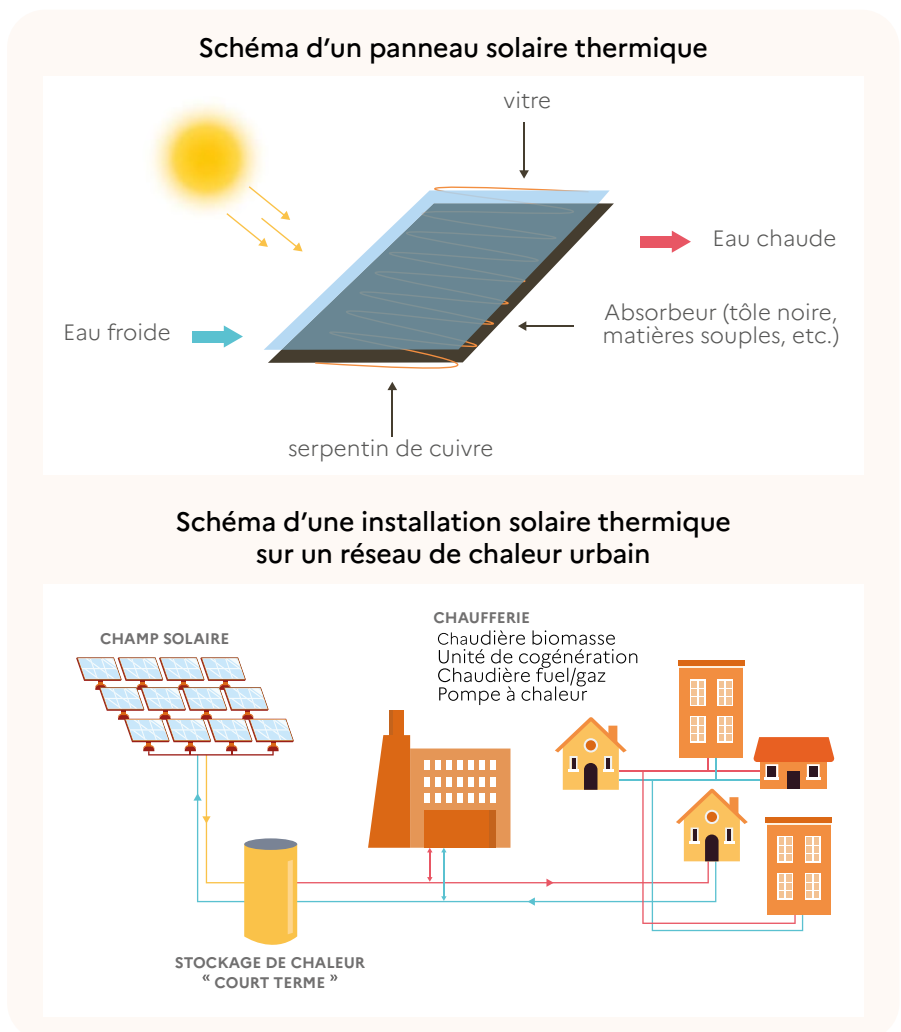 Schéma d’un panneau solaire thermique
vitre
Eau chaude
Eau froide
Absorbeur (tôle noire,
matières souples, etc.)
serpentin de cuivre
Schéma d’une installation solaire thermique
sur un réseau de chaleur urbain
CHAMP SOLAIRE
CHAUFFERIE
Chaudière biomasse
Unité de cogénération
Chaudière fuel/gaz
Pompe à chaleur
STOCKAGE DE CHALEUR
“ COURT TERME ”